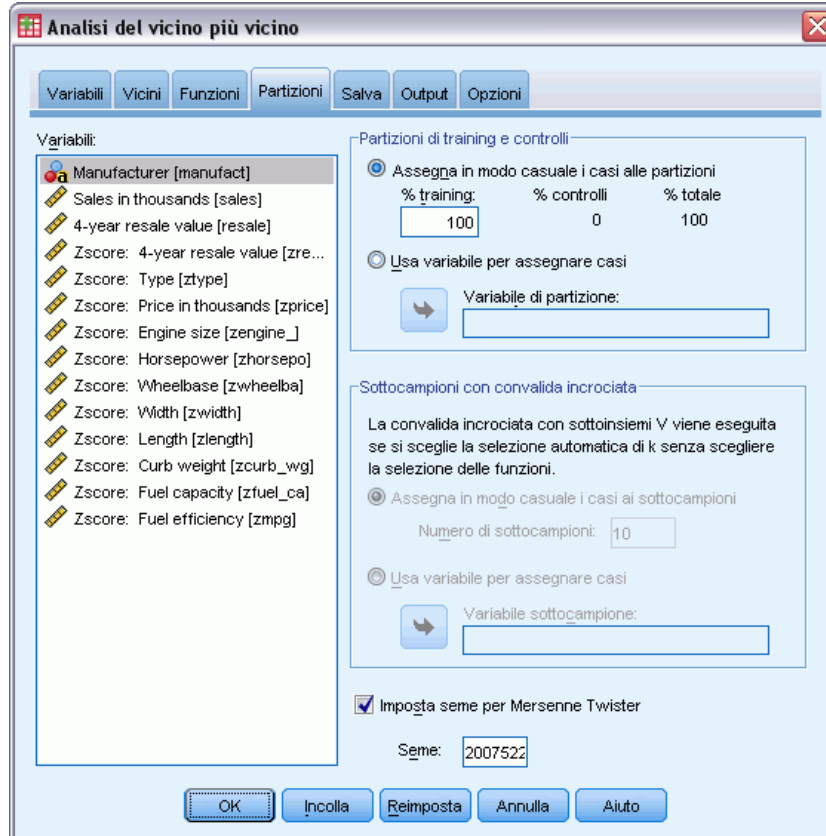 Analisi del vicino più vicino
Variabili
Vicini
Funzioni
Partizioni
Salva
Output
Opzioni
Variabili:
Manufacturer [manufact]
Sales in thousands [sales]
4-year resale value [resale]
Zscore: 4-year resale value [zre...
Zscore: Type [ztype]
Zscore: Price in thousands [zprice]
Zscore: Engine size [zengine_]
Zscore: Horsepower [zhorsepo]
Zscore: Wheelbase [zwheelba]
Zscore: Width [zwidth]
Zscore: Length [zlength]
Zscore: Curb weight [zcurb_wg]
Zscore: Fuel capacity [zfuel_ca]
Zscore: Fuel efficiency [zmpg]
Partizioni di training e controlli
Assegna in modo casuale i casi alle partizioni
% training: % controlli % totale
100 0 100
Usa variabile per assegnare casi
Variabile di partizione:
Sottocampioni con convalida incrociata
La convalida incrociata con sottoinsiemi V viene eseguita
se si sceglie la selezione automatica di k senza scegliere
la selezione delle funzioni.
Assegna in modo casuale i casi ai sottocampioni
Numero di sottocampioni: 10
Usa variabile per assegnare casi
Variabile sottocampione:
Imposta seme per Mersenne Twister
Seme: 2007522
OK
Incolla
Reimposta
Annulla
Aiuto